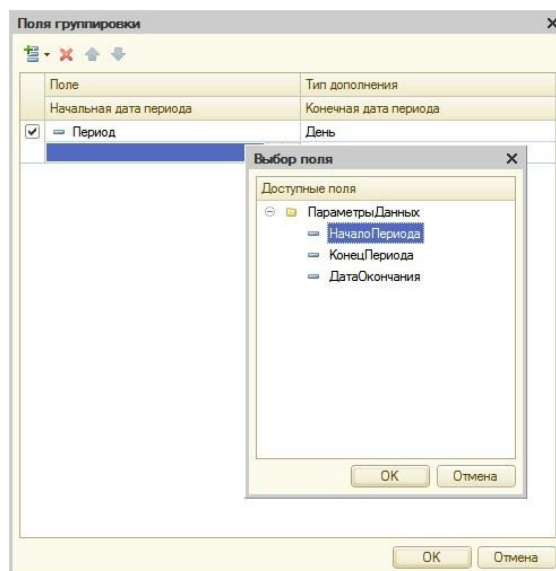 Поля группировки
Поле Тип дополнения
Начальная дата периода Конечная дата периода
Период День
Выбор поля
Доступные поля
ПараметрыДанных
НачалоПериода
КонецПериода
ДатаОкончания
OK Отмена
OK Отмена